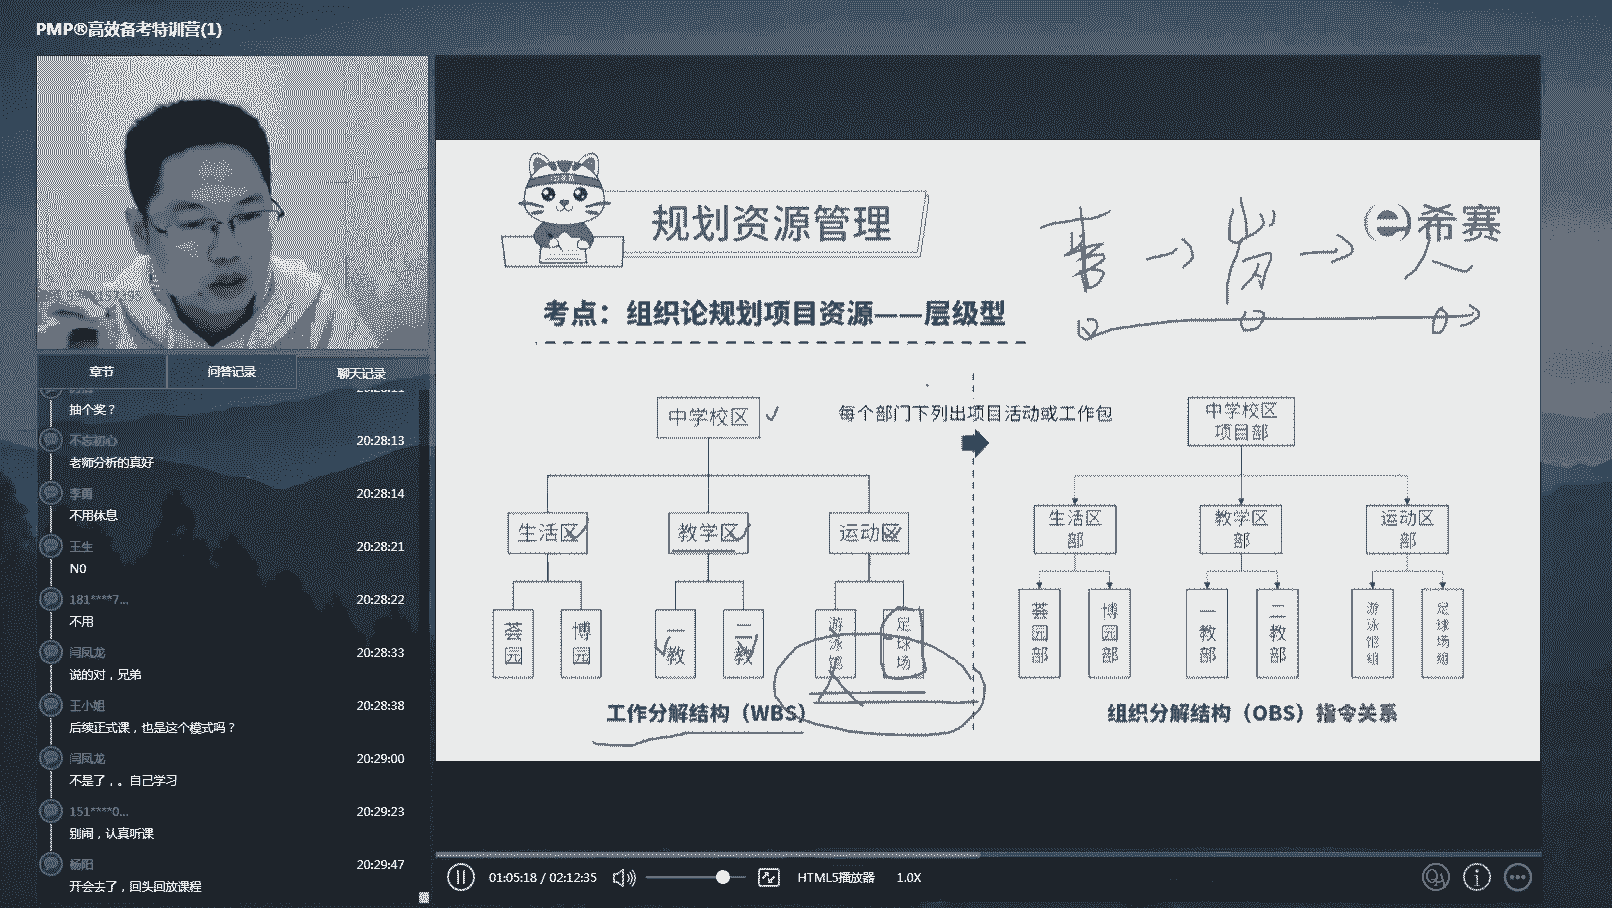 PMP®高效备考特训营(1)
章节
问答记录
聊天记录
抽个奖？
不忘初心
20:28:13
老师分析的真好
李勇
20:28:14
不用休息
王生
20:28:21
N0
181****7...
20:28:22
不用
闫凤龙
20:28:33
说的对，兄弟
王小姐
20:28:38
后续正式课，也是这个模式吗？
闫凤龙
20:29:00
不是了，。自己学习
151****0...
20:29:23
别闹，认真听课
杨阳
20:29:47
开会去了，回头回放课程
规划资源管理
事 → 岗 → 人
希赛
考点：组织论规划项目资源——层级型
中学校区
每个部门下列出项目活动或工作包
生活区
教学区
运动区
荟园
博园
一教
二教
游泳馆
足球场
工作分解结构（WBS）
中学校区
项目部
生活区
部
教学区
部
运动区
部
荟园部
博园部
一教部
二教部
游泳馆组
足球场组
组织分解结构（OBS）指令关系
01:05:18 / 02:12:35
HTML5播放器
1.0X